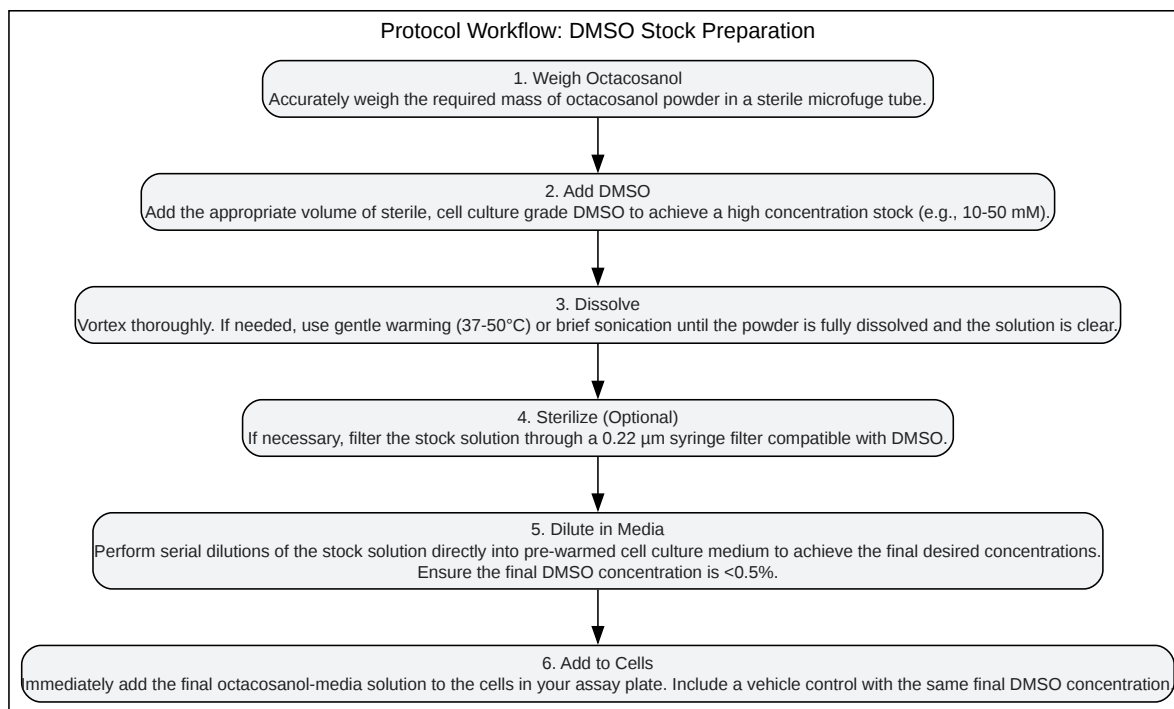 Protocol Workflow: DMSO Stock Preparation
1. Weigh Octacosanol
Accurately weigh the required mass of octacosanol powder in a sterile microfuge tube.
2. Add DMSO
Add the appropriate volume of sterile, cell culture grade DMSO to achieve a high concentration stock (e.g., 10-50 mM).
3. Dissolve
Vortex thoroughly. If needed, use gentle warming (37-50°C) or brief sonication until the powder is fully dissolved and the solution is clear.
4. Sterilize (Optional)
If necessary, filter the stock solution through a 0.22 µm syringe filter compatible with DMSO.
5. Dilute in Media
Perform serial dilutions of the stock solution directly into pre-warmed cell culture medium to achieve the final desired concentrations.
Ensure the final DMSO concentration is <0.5%.
6. Add to Cells
Immediately add the final octacosanol-media solution to the cells in your assay plate. Include a vehicle control with the same final DMSO concentration.